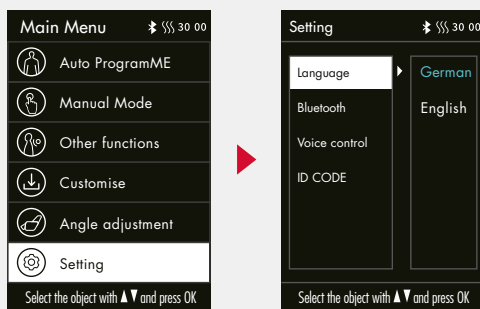 Main Menu 30 00
Auto ProgramME
Manual Mode
Other functions
Customise
Angle adjustment
Setting
Select the object with ▲▼ and press OK
Setting 30 00
Language German
Bluetooth English
Voice control
ID CODE
Select the object with ▲▼ and press OK